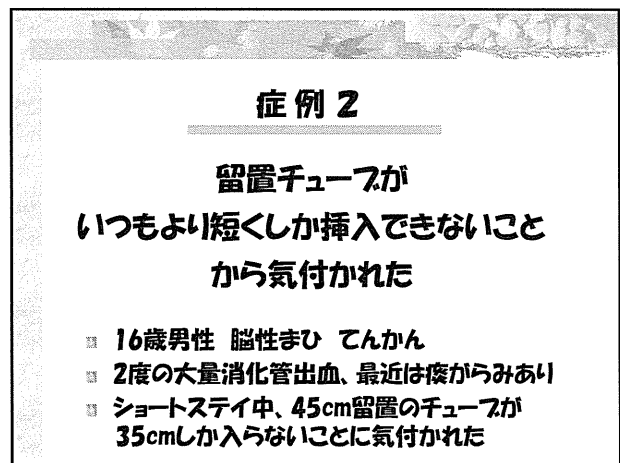 症例 2
留置チューブが
いつもより短くしか挿入できないこと
から気付かれた
16歳男性 脳性まひ てんかん
2度の大量消化管出血、最近は痰がらみあり
ショートステイ中、45cm留置のチューブが
35cmしか入らないことに気付かれた